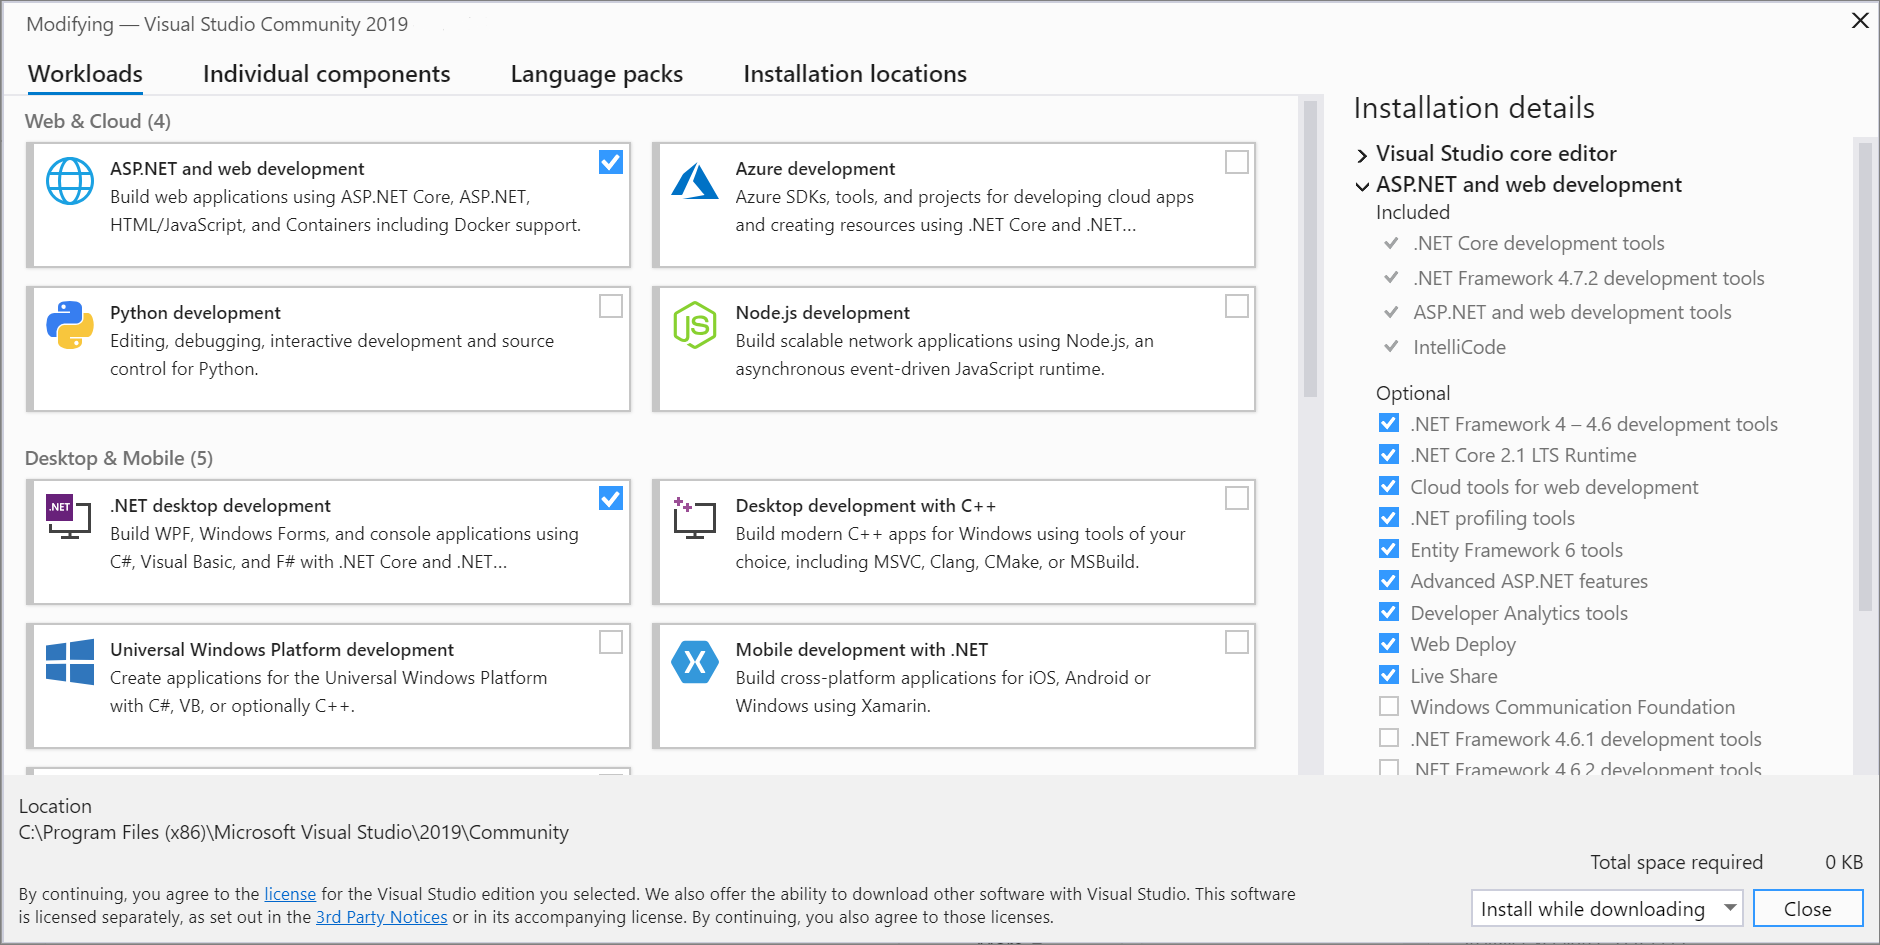 Modifying — Visual Studio Community 2019
Workloads
Individual components
Language packs
Installation locations
Web & Cloud (4)
ASP.NET and web development
Build web applications using ASP.NET Core, ASP.NET,
HTML/JavaScript, and Containers including Docker support.
Azure development
Azure SDKs, tools, and projects for developing cloud apps
and creating resources using .NET Core and .NET...
Python development
Editing, debugging, interactive development and source
control for Python.
JS
Node.js development
Build scalable network applications using Node.js, an
asynchronous event-driven JavaScript runtime.
Desktop & Mobile (5)
.NET
.NET desktop development
Build WPF, Windows Forms, and console applications using
C#, Visual Basic, and F# with .NET Core and .NET...
Desktop development with C++
Build modern C++ apps for Windows using tools of your
choice, including MSVC, Clang, CMake, or MSBuild.
Universal Windows Platform development
Create applications for the Universal Windows Platform
with C#, VB, or optionally C++.
Mobile development with .NET
Build cross-platform applications for iOS, Android or
Windows using Xamarin.
Installation details
Visual Studio core editor
ASP.NET and web development
Included
.NET Core development tools
.NET Framework 4.7.2 development tools
ASP.NET and web development tools
IntelliCode
Optional
.NET Framework 4 – 4.6 development tools
.NET Core 2.1 LTS Runtime
Cloud tools for web development
.NET profiling tools
Entity Framework 6 tools
Advanced ASP.NET features
Developer Analytics tools
Web Deploy
Live Share
Windows Communication Foundation
.NET Framework 4.6.1 development tools
.NET Framework 4.6.2 development tools
Location
C:\Program Files (x86)\Microsoft Visual Studio\2019\Community
Total space required 0 KB
By continuing, you agree to the license for the Visual Studio edition you selected. We also offer the ability to download other software with Visual Studio. This software
is licensed separately, as set out in the 3rd Party Notices or in its accompanying license. By continuing, you also agree to those licenses.
Install while downloading
Close